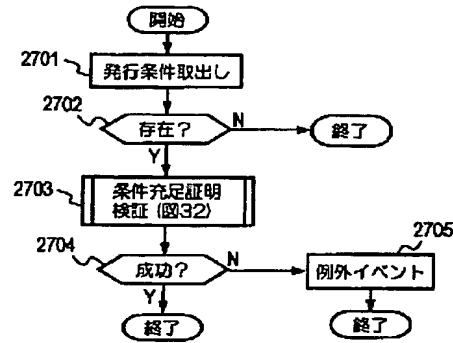 開始
2701
発行条件取出し
2702
存在?
N
終了
Y
2703
条件充足証明
検証(図32)
2704
2705
成功?
N
例外イベント
Y
終了
終了